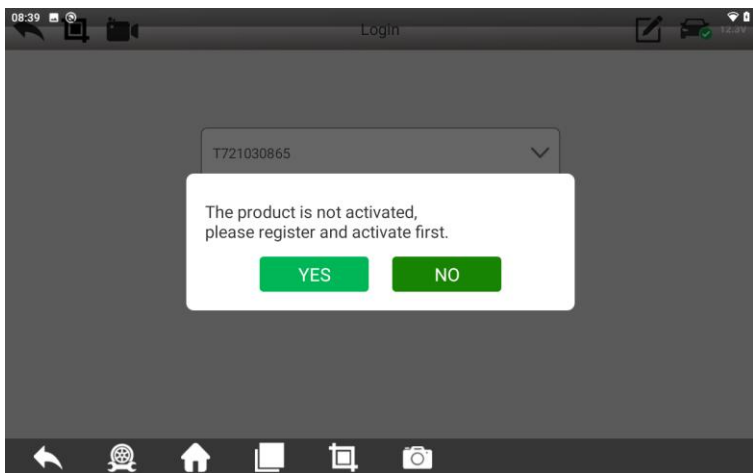 08:39
Login
12.3V
T721030865
The product is not activated,
please register and activate first.
YES
NO